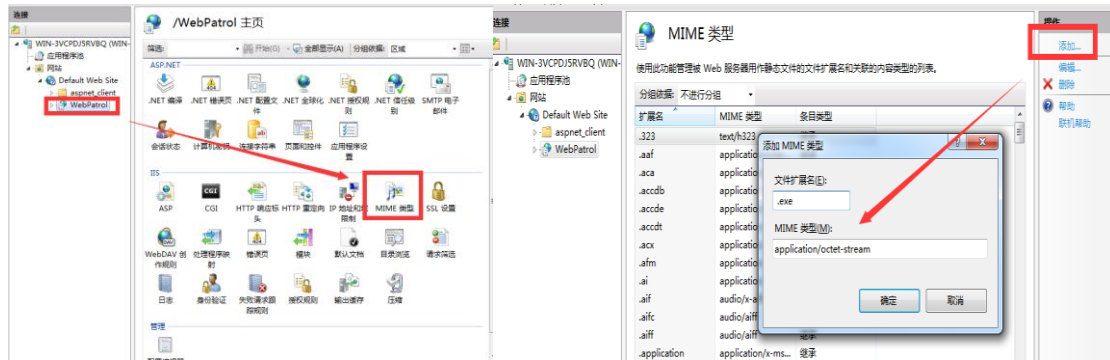 连接
WIN-3VCPDJ5RVBQ (WIN-
应用程序池
网站
Default Web Site
aspnet_client
WebPatrol
/WebPatrol 主页
筛选:
开始(G)
全部显示(A)
分组依据:
区域
ASP.NET
.NET 编译
.NET 错误页
.NET 配置文件
.NET 全球化
.NET 授权规则
.NET 信任级别
SMTP 电子邮件
会话状态
计算机密钥
连接字符串
页面和控件
应用程序设置
IIS
ASP
CGI
HTTP 响应标头
HTTP 重定向
IP 地址和域限制
MIME 类型
SSL 设置
WebDAV 创作规则
处理程序映射
错误页
模块
默认文档
目录浏览
请求筛选
日志
身份验证
失败请求跟踪规则
授权规则
输出缓存
压缩
管理
连接
WIN-3VCPDJ5RVBQ (WIN-
应用程序池
网站
Default Web Site
aspnet_client
WebPatrol
MIME 类型
使用此功能管理被 Web 服务器用作静态文件的文件扩展名和关联的内容类型的列表。
分组依据: 不进行分组
扩展名
MIME 类型
条目类型
.323
text/h323
继承
.aaf
applicatio
.aca
applicatio
.accdb
applicatio
.accde
applicatio
.accdt
applicatio
.acx
applicatio
.afm
applicatio
.ai
applicatio
.aif
audio/x-a
.aifc
audio/aiff
.aiff
audio/aiff
继承
.application
application/x-ms...
继承
添加 MIME 类型
文件扩展名(E):
.exe
MIME 类型(M):
application/octet-stream
确定
取消
操作
添加...
编辑...
删除
帮助
联机帮助